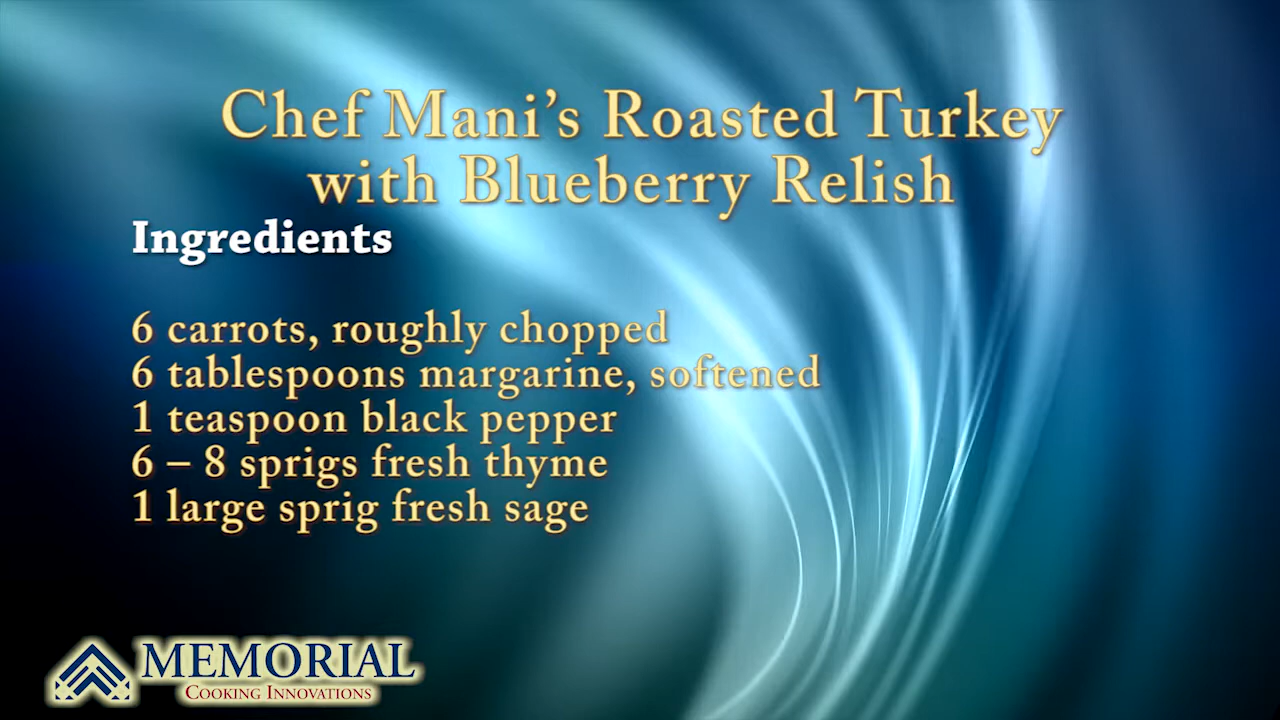 Chef Mani’s Roasted Turkey
with Blueberry Relish
Ingredients
6 carrots, roughly chopped
6 tablespoons margarine, softened
1 teaspoon black pepper
6 – 8 sprigs fresh thyme
1 large sprig fresh sage
MEMORIAL
COOKING INNOVATIONS